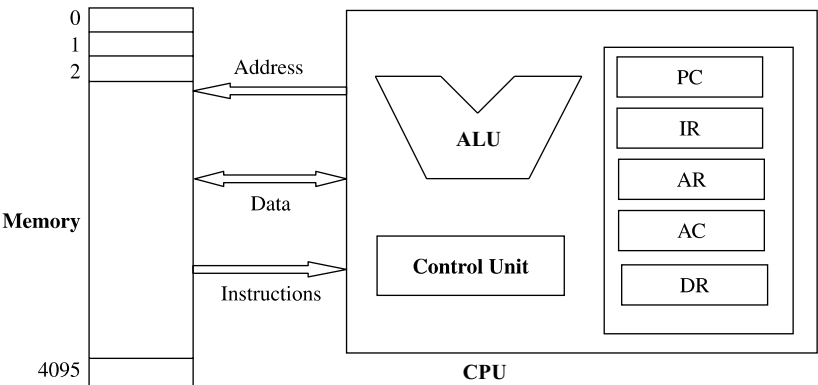 0
1
2
Memory
4095
Address
Data
Instructions
ALU
Control Unit
PC
IR
AR
AC
DR
CPU